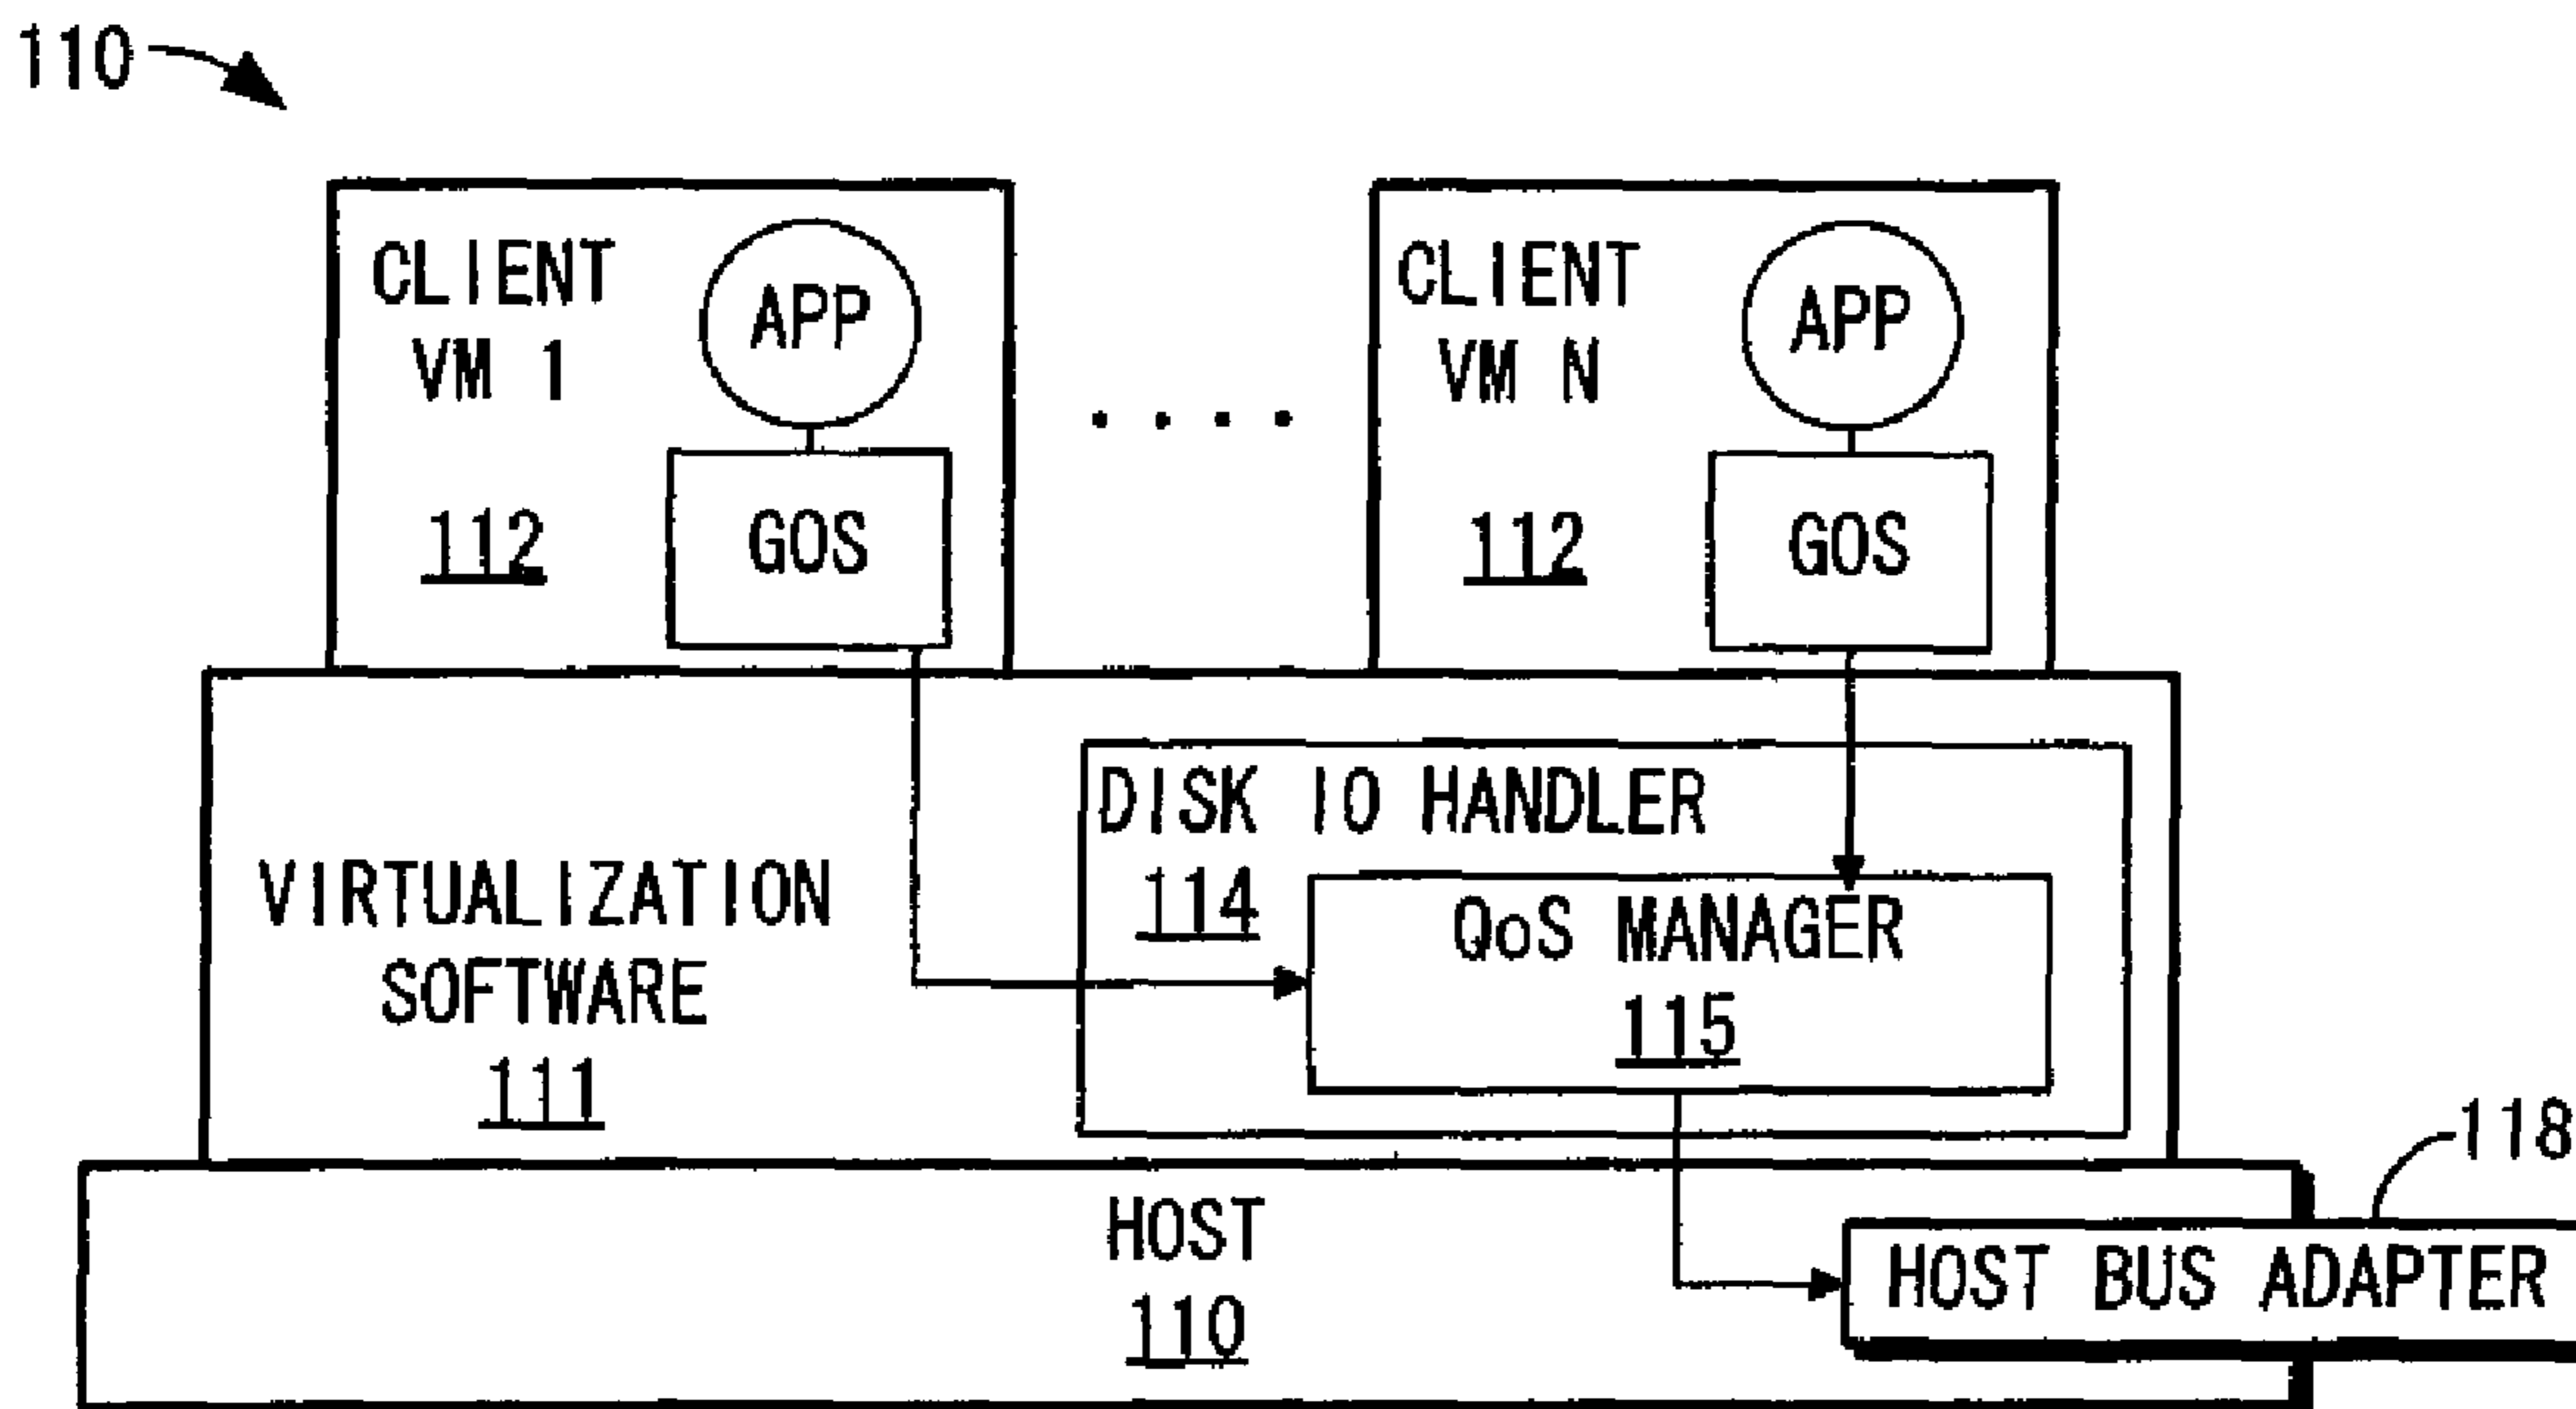 110
CLIENT
VM 1
112
APP
GOS
CLIENT
VM N
112
APP
GOS
VIRTUALIZATION
SOFTWARE
111
DISK IO HANDLER
114
QoS MANAGER
115
HOST
110
118
HOST BUS ADAPTER